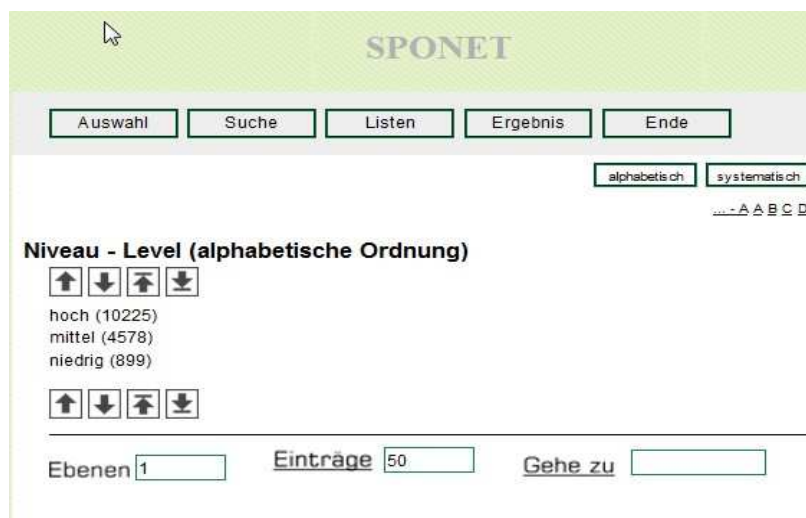 SPONET
Auswahl Suche Listen Ergebnis Ende
alphabetisch systematisch
... - A A B C D
Niveau - Level (alphabetische Ordnung)
hoch (10225)
mittel (4578)
niedrig (899)
Ebenen 1 Einträge 50 Gehe zu